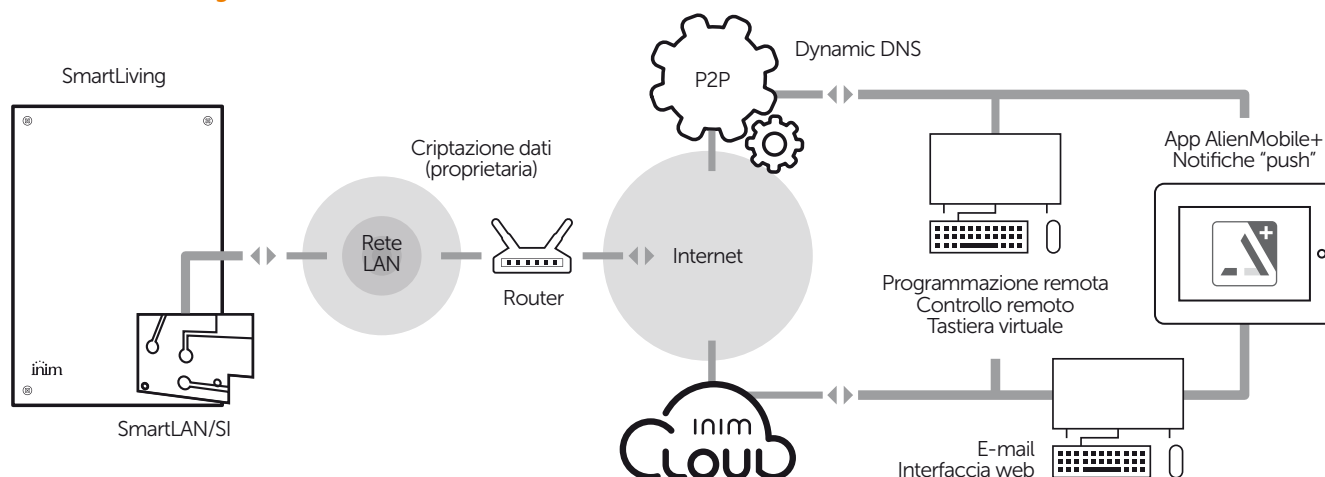 SmartLiving
inim
SmartLAN/SI
Rete
LAN
Criptazione dati
(proprietaria)
Router
Internet
P2P
Dynamic DNS
Programmazione remota
Controllo remoto
Tastiera virtuale
App AlienMobile+
Notifiche “push”
inim
CLOUD
E-mail
Interfaccia web